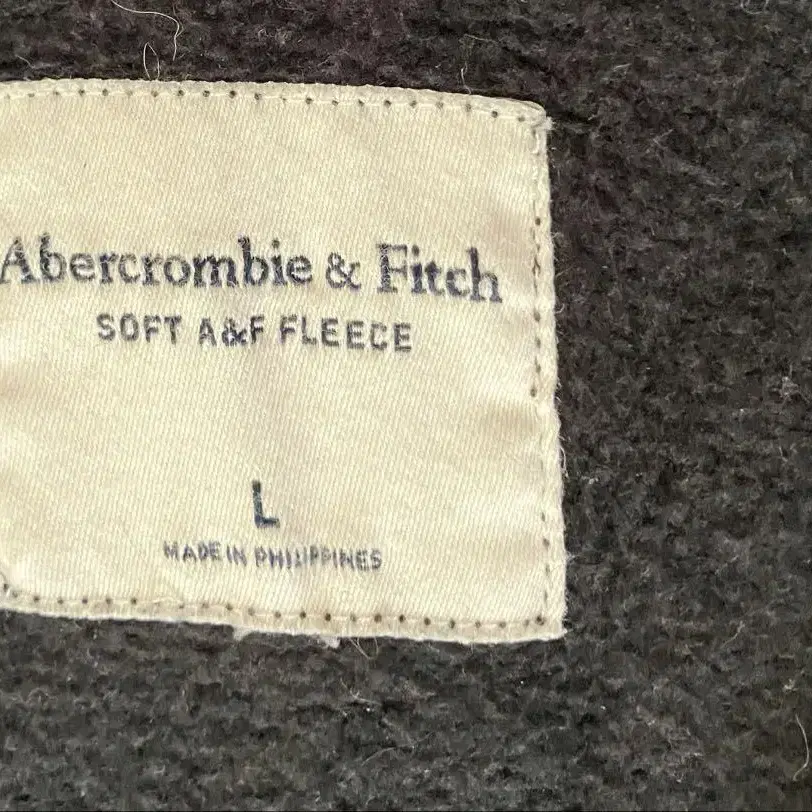 Abercrombie & Fitch
SOFT A&F FLEECE
L
MADE IN PHILIPPINES